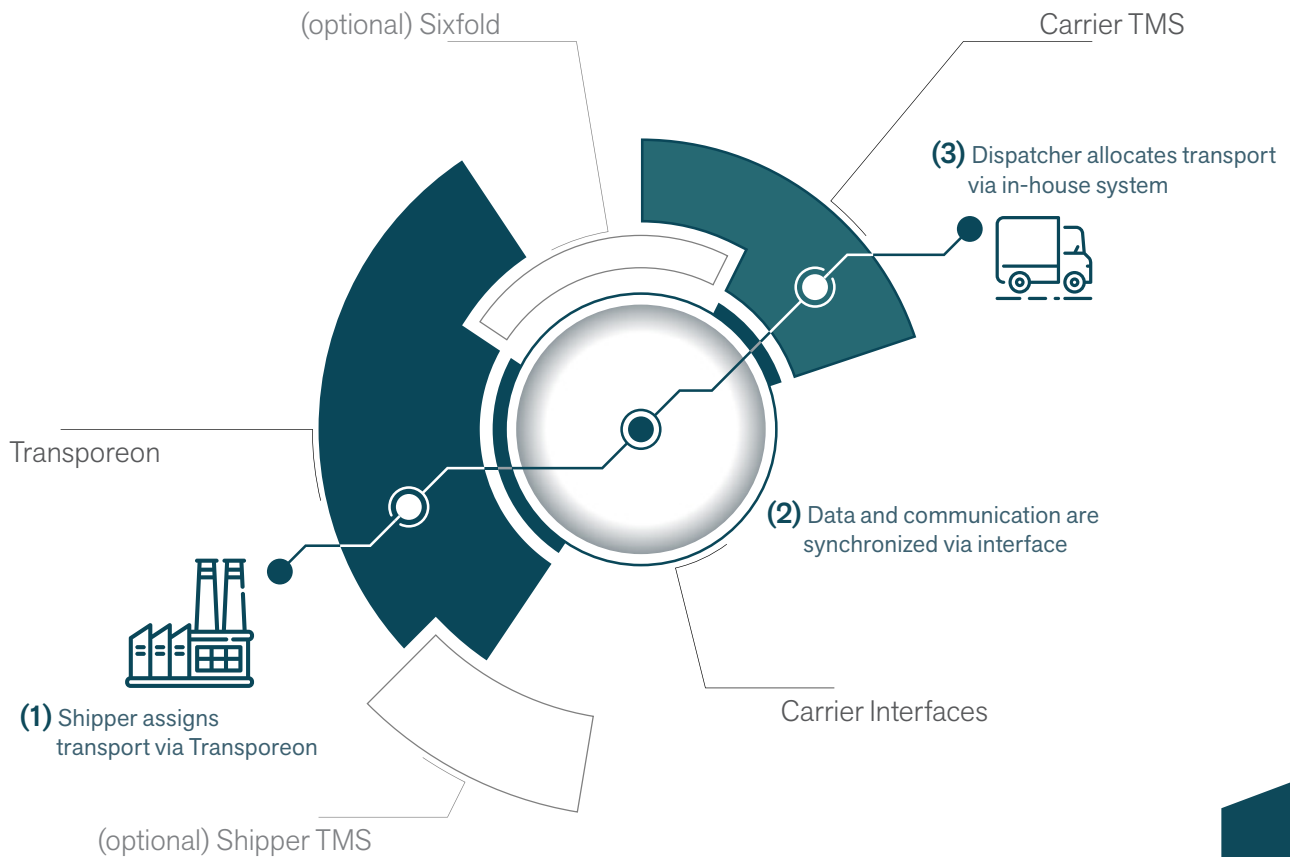 (optional) Sixfold
Carrier TMS
(3) Dispatcher allocates transport
via in-house system
Transporeon
(2) Data and communication are
synchronized via interface
(1) Shipper assigns
transport via Transporeon
Carrier Interfaces
(optional) Shipper TMS